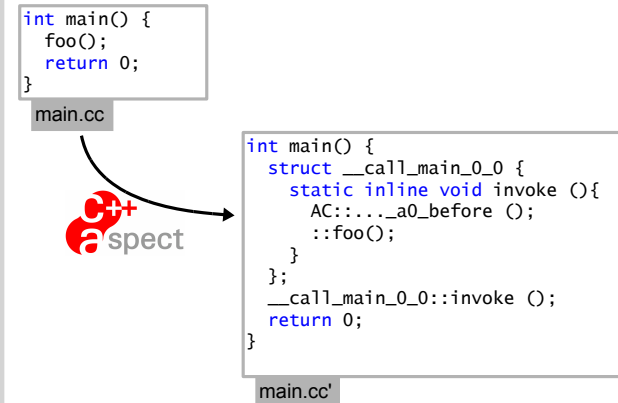 int main() {
  foo();
  return 0;
}
main.cc
c++
aspect
int main() {
  struct __call_main_0_0 {
    static inline void invoke (){
      AC::..._a0_before ();
      ::foo();
    }
  };
  __call_main_0_0::invoke ();
  return 0;
}
main.cc'